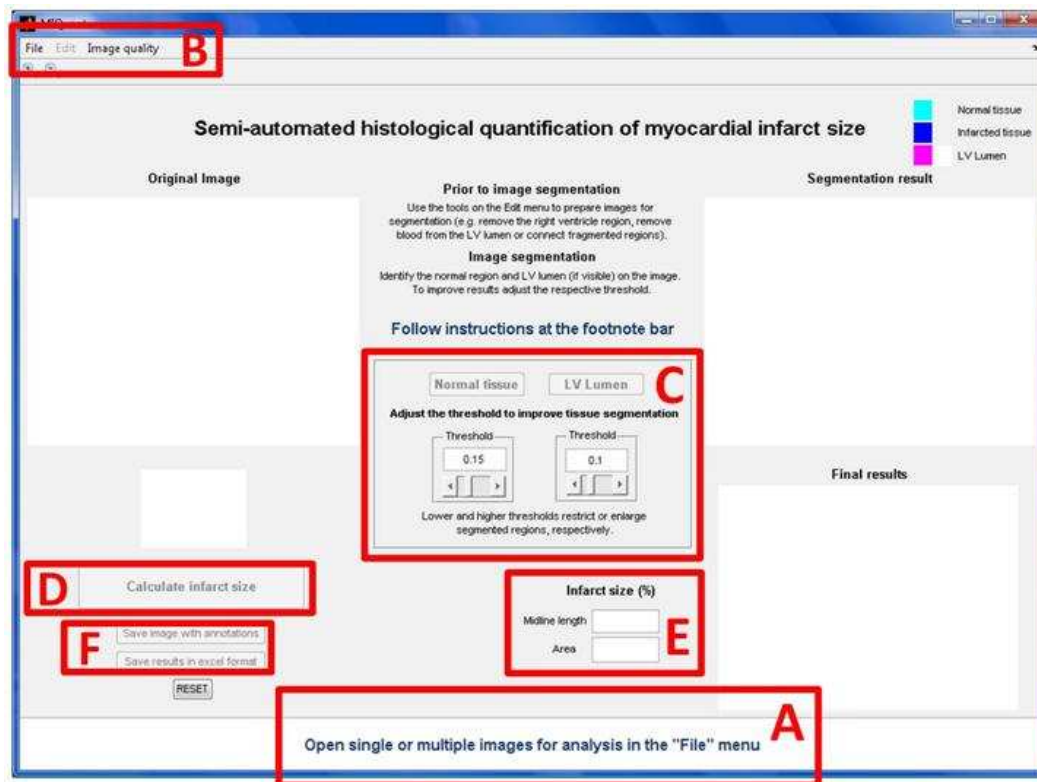 File Edit Image quality
B
Semi-automated histological quantification of myocardial infarct size
Normal tissue
Infarcted tissue
LV Lumen
Original Image
Prior to image segmentation
Use the tools on the Edit menu to prepare images for
segmentation (e.g. remove the right ventricle region, remove
blood from the LV lumen or connect fragmented regions).
Image segmentation
Identify the normal region and LV lumen (if visible) on the image.
To improve results adjust the respective threshold.
Follow instructions at the footnote bar
Segmentation result
Normal tissue LV Lumen
C
Adjust the threshold to improve tissue segmentation
Threshold Threshold
0.15 0.1
Lower and higher thresholds restrict or enlarge
segmented regions, respectively.
Final results
D
Calculate infarct size
F
Save image with annotations
Save results in excel format
RESET
Infarct size (%)
Midline length
Area
E
A
Open single or multiple images for analysis in the "File" menu